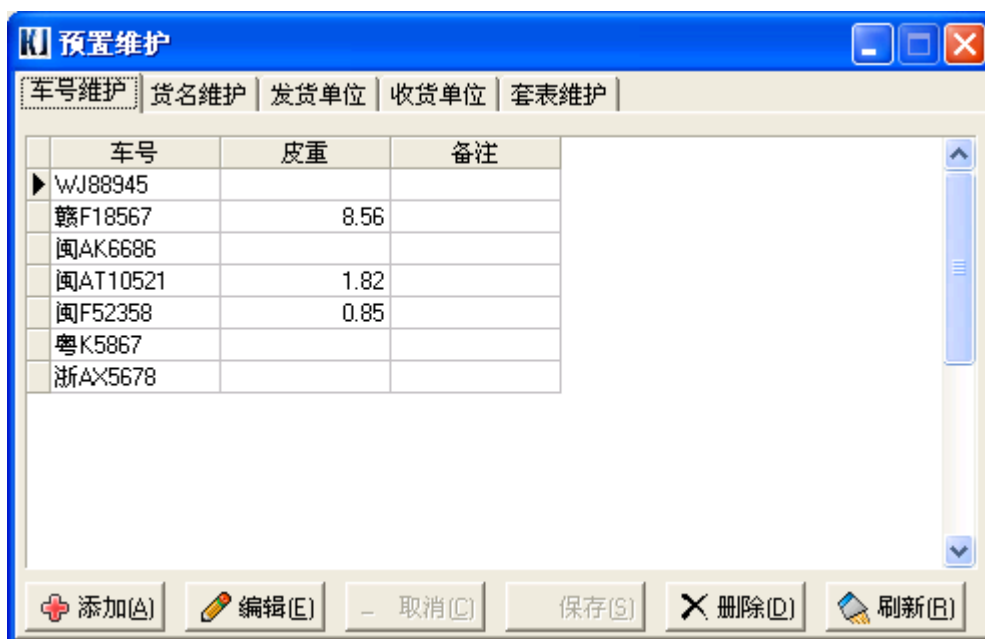 KJ 预置维护
车号维护 货名维护 发货单位 收货单位 套表维护
车号 皮重 备注
WJ88945
赣F18567 8.56
闽AK6686
闽AT10521 1.82
闽F52358 0.85
粤K5867
浙AX5678
添加(A) 编辑(E) 取消(C) 保存(S) 删除(D) 刷新(R)